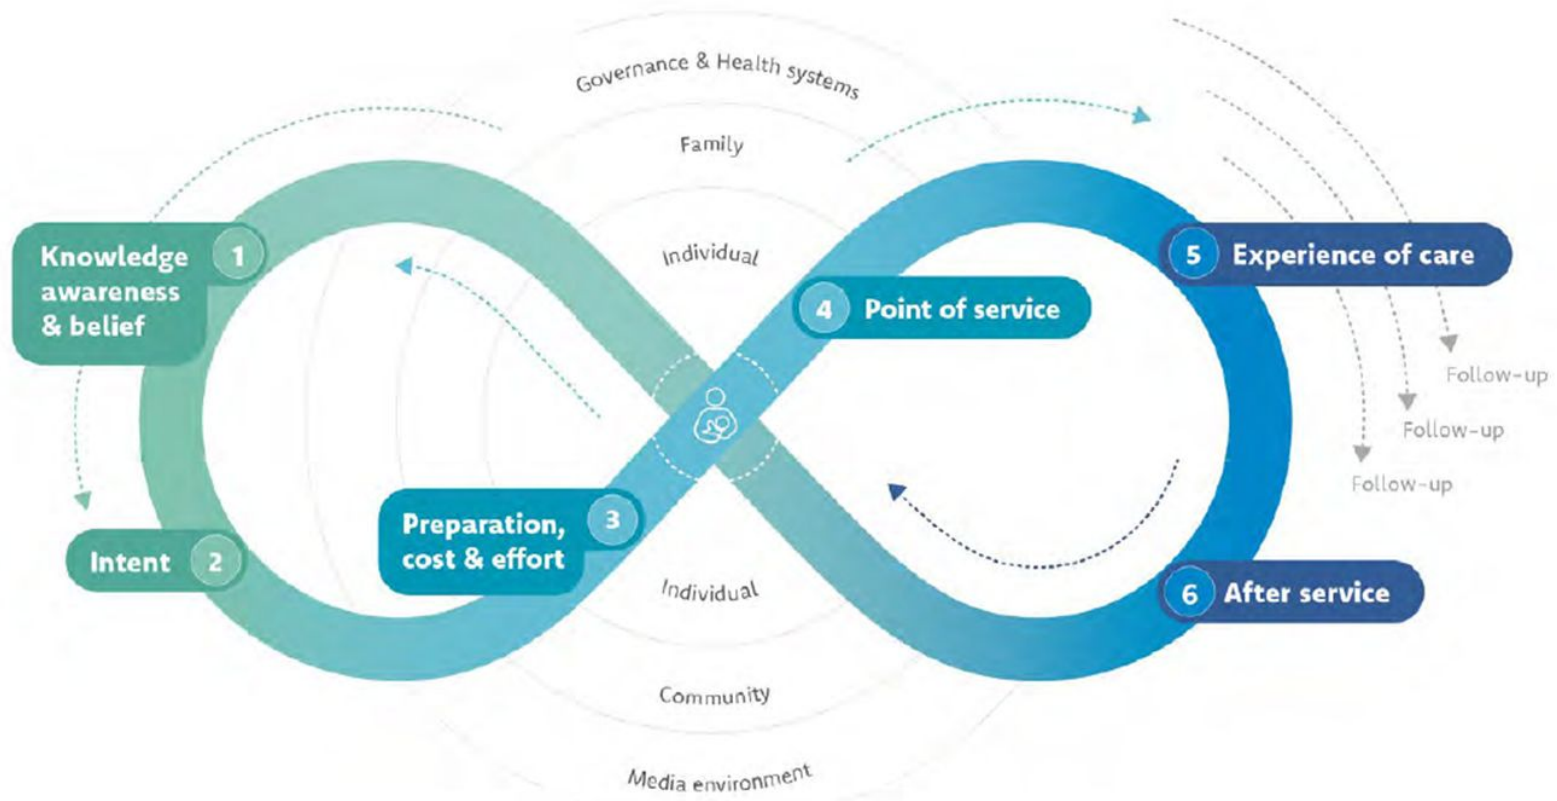 Governance & Health systems
Family
Individual
Knowledge
awareness
& belief
1
Intent 2
Preparation,
cost & effort
3
4 Point of service
5 Experience of care
Follow-up
Follow-up
Follow-up
6 After service
Individual
Community
Media environment